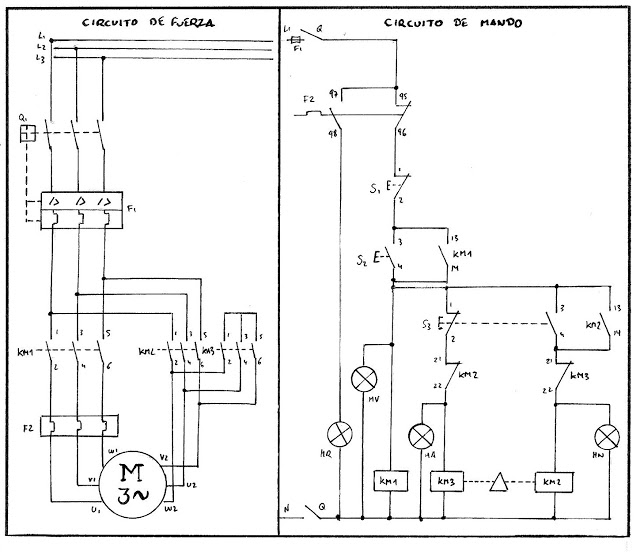 CIRCUITO DE FUERZA
L1
L2
L3
Q1
F1
1 3 5
KM1
2 4 6
1 3 5
KM2
2 4 6
KM3
1 3 5
2 4 6
F2
W1
V1
U1
M
3~
V2
U2
W2
CIRCUITO DE MANDO
L1
F1
Q
97
95
F2
98
96
1
S1 E
2
3
S2 E
4
13
KM1
14
1
S3 E
2
3
4
13
KM2
14
21
KM2
22
21
KM3
22
HV
HR
HA
HN
KM1
KM3
KM2
N
Q